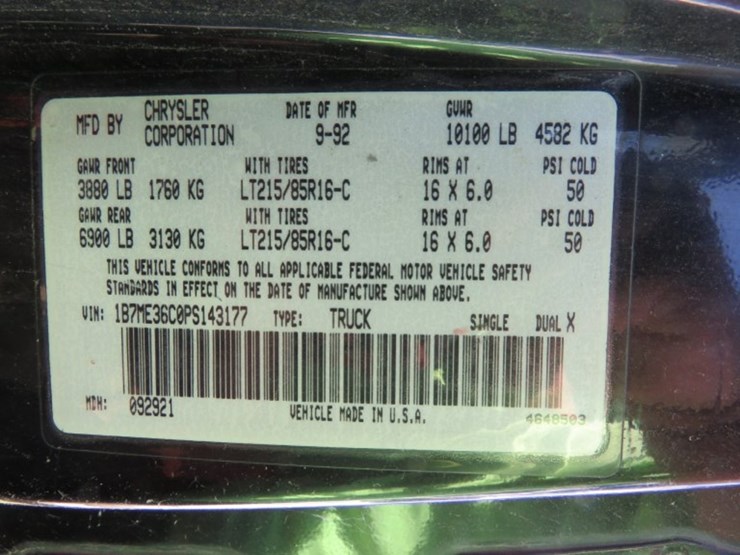 MFD BY CHRYSLER CORPORATION DATE OF MFR 9-92 GVWR 10100 LB 4582 KG
GAWR FRONT WITH TIRES RIMS AT PSI COLD
3880 LB 1760 KG LT215/85R16-C 16 X 6.0 50
GAWR REAR WITH TIRES RIMS AT PSI COLD
6900 LB 3130 KG LT215/85R16-C 16 X 6.0 50
THIS VEHICLE CONFORMS TO ALL APPLICABLE FEDERAL MOTOR VEHICLE SAFETY
STANDARDS IN EFFECT ON THE DATE OF MANUFACTURE SHOWN ABOVE.
VIN: 1B7ME36C0PS143177 TYPE: TRUCK SINGLE DUAL X
MDH: 092921 VEHICLE MADE IN U.S.A. 4648503